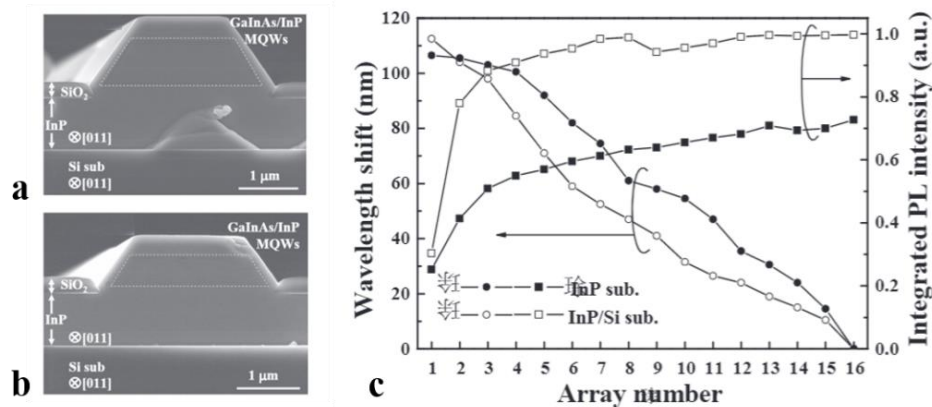 GaInAs/InP
MQWs
SiO₂
InP
⊗[011]
Si sub
⊗[011]
1 μm
a
GaInAs/InP
MQWs
SiO₂
InP
⊗[011]
Si sub
⊗[011]
1 μm
b
Wavelength shift (nm)
120
100
80
60
40
20
0
InP sub.
InP/Si sub.
1 2 3 4 5 6 7 8 9 10 11 12 13 14 15 16
Array number
1.0
0.8
0.6
0.4
0.2
0.0
Integrated PL intensity (a.u.)
c